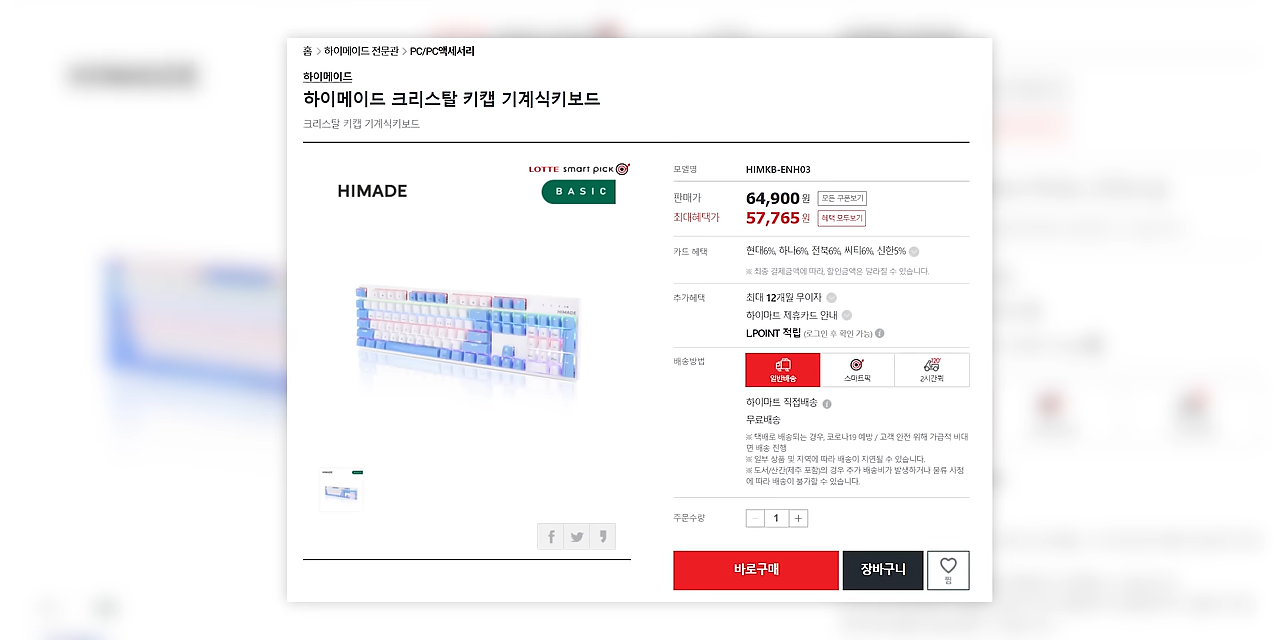 홈 > 하이메이드 전문관 > PC/PC액세서리
하이메이드
하이메이드 크리스탈 키캡 기계식키보드
크리스탈 키캡 기계식키보드
LOTTE smart pick
HIMADE
BASIC
HIMADE
모델명 HIMKB-ENH03
판매가 64,900원 모든 쿠폰보기
최대혜택가 57,765원 혜택 모두보기
카드 혜택 현대6%, 하나6%, 전북6%, 씨티6%, 신한5%
※ 최종 결제금액에 따라, 할인금액은 달라질 수 있습니다.
추가혜택 최대 12개월 무이자
하이마트 제휴카드 안내
L.POINT 적립 (로그인 후 확인 가능)
배송방법 일반배송 스마트픽 120' 2시간퀵
하이마트 직접배송
무료배송
※ 택배로 배송되는 경우, 코로나19 예방 / 고객 안전 위해 가급적 비대
면 배송 진행
※ 일부 상품 및 지역에 따라 배송이 지연될 수 있습니다.
※ 도서/산간(제주 포함)의 경우 추가 배송비가 발생하거나 물류 사정
에 따라 배송이 불가할 수 있습니다.
주문수량 − 1 +
바로구매 장바구니 찜